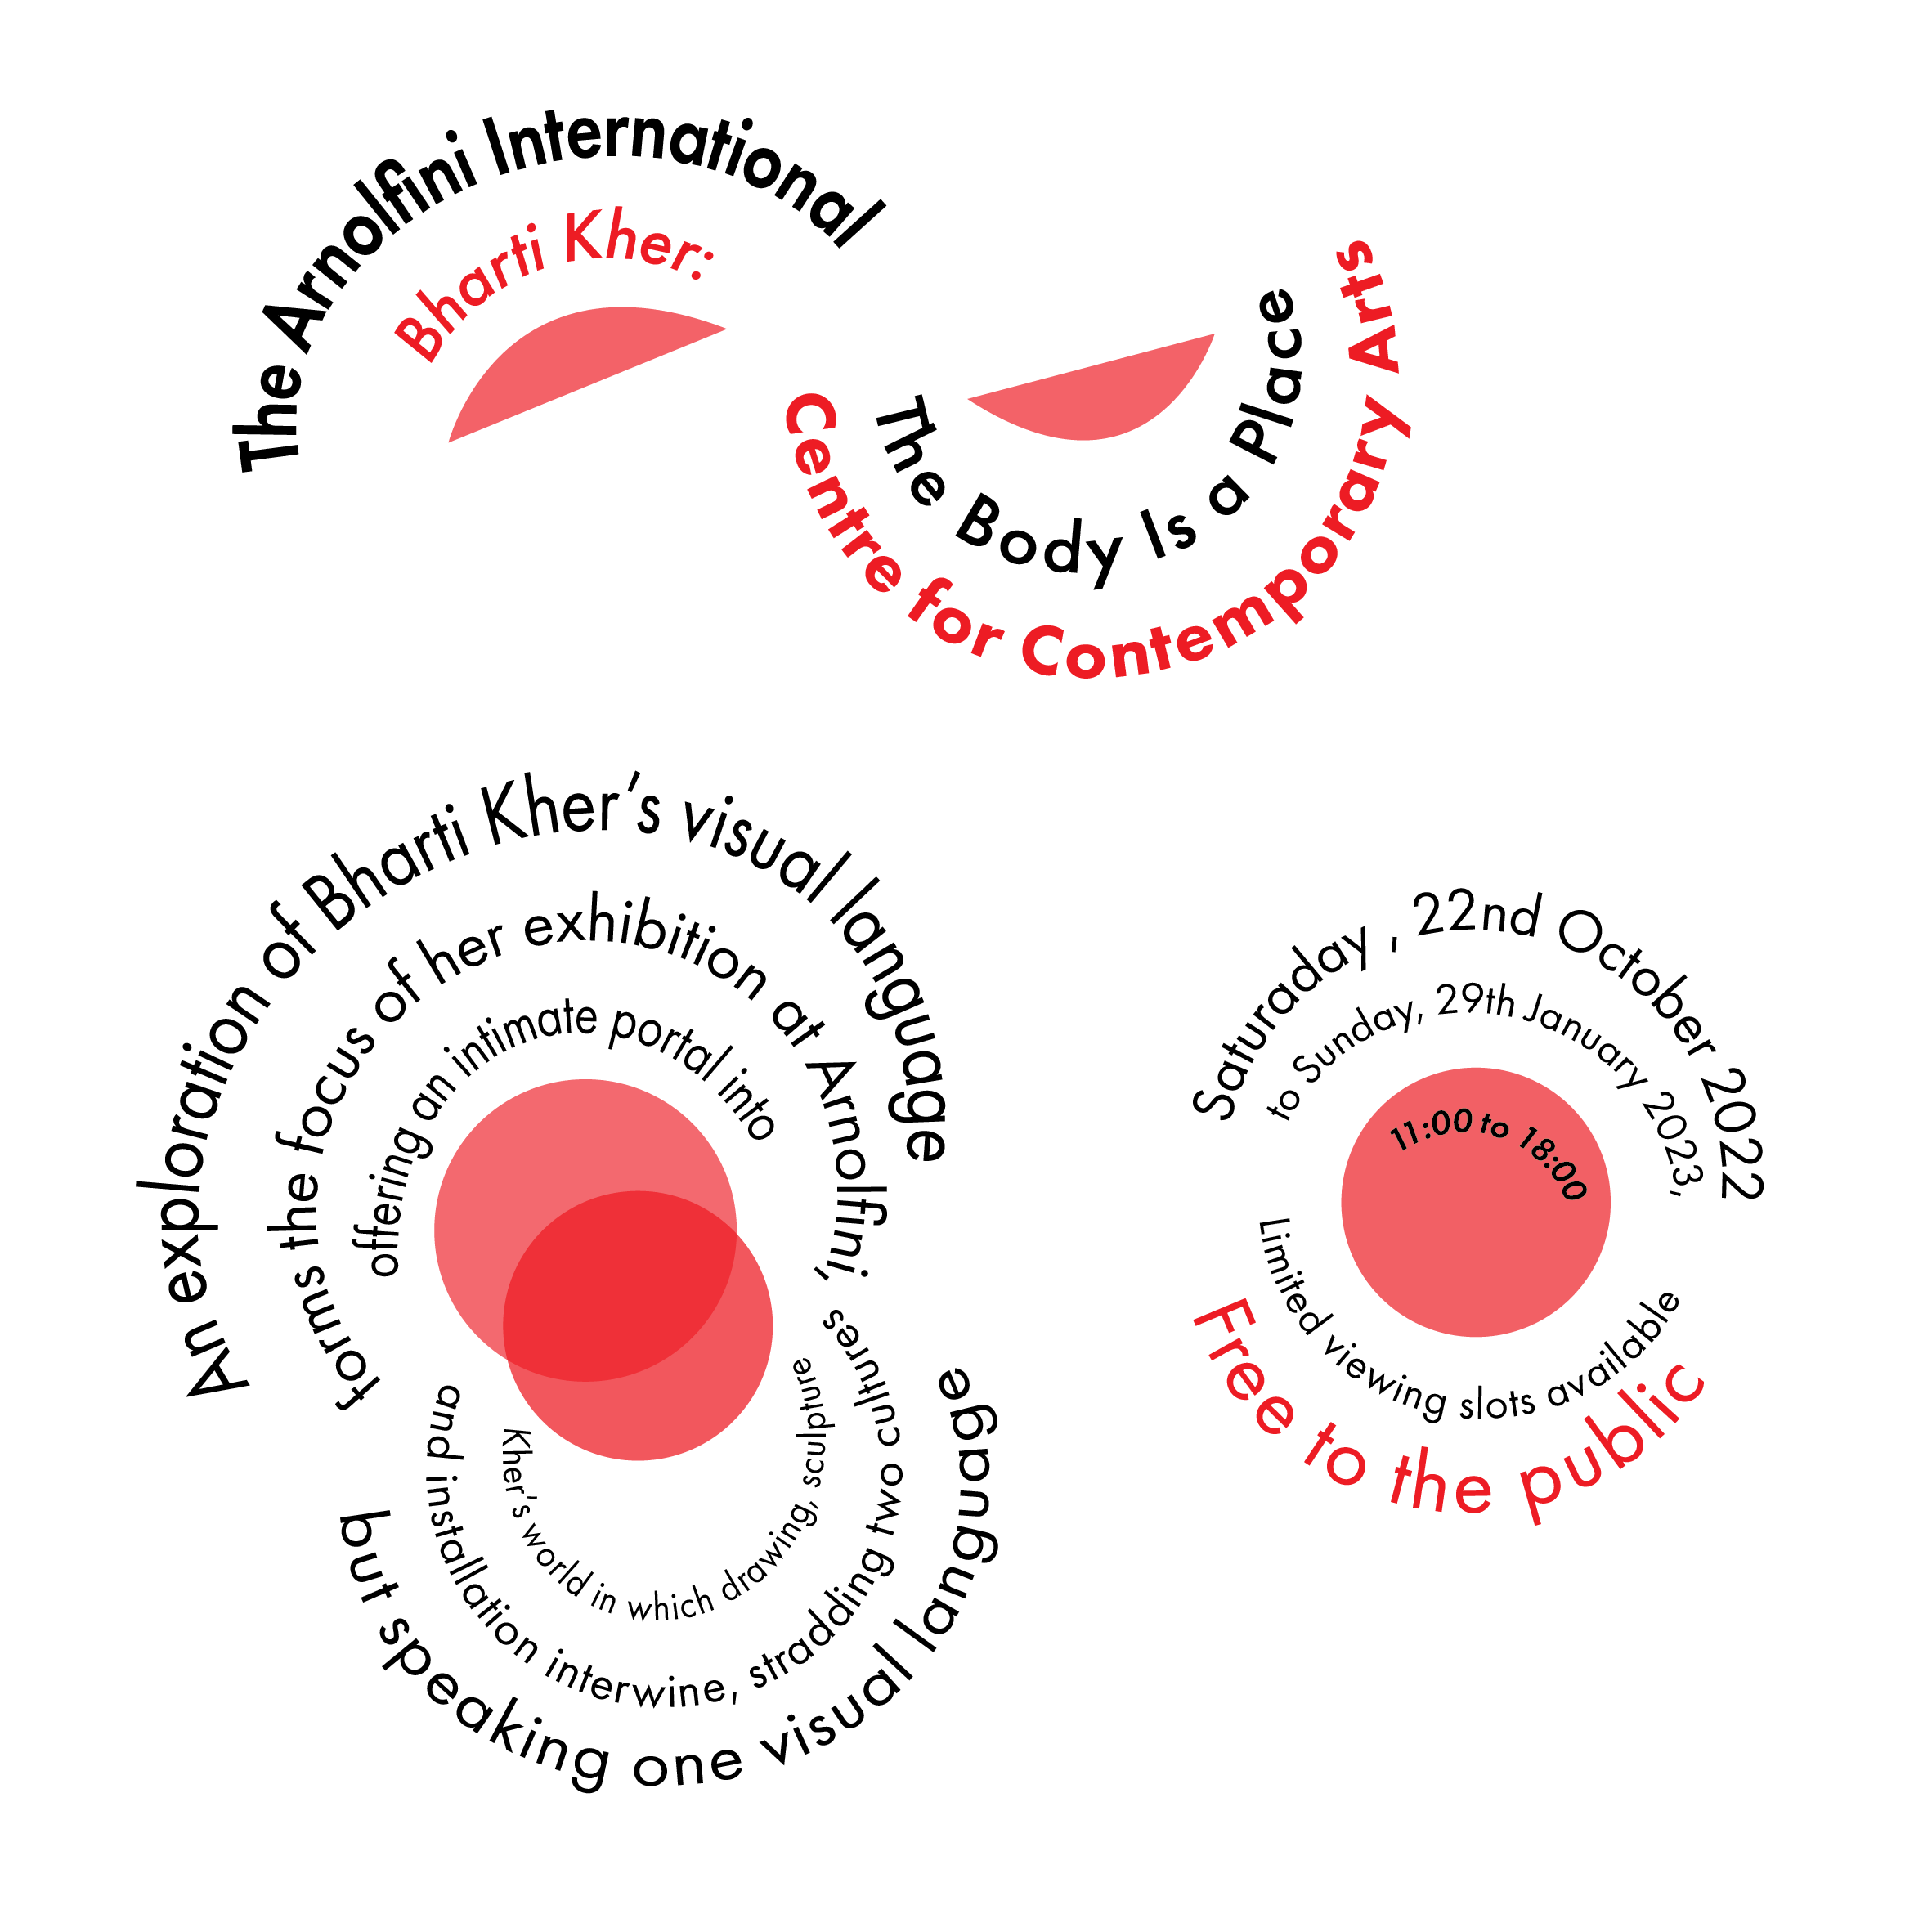 The Arnolfini International
Bharti Kher:
The Body Is a Place
Centre for Contemporary Arts
An exploration of Bharti Kher's visual language
forms the focus of her exhibition at Arnolfini,
offering an intimate portal into
Kher's world in which drawing, sculpture
and installation interwine, stradding two cultures
but speaking one visual language
Saturday, 22nd October 2022
to Sunday, 29th January 2023,
11:00 to 18:00
Limited viewing slots available
Free to the public